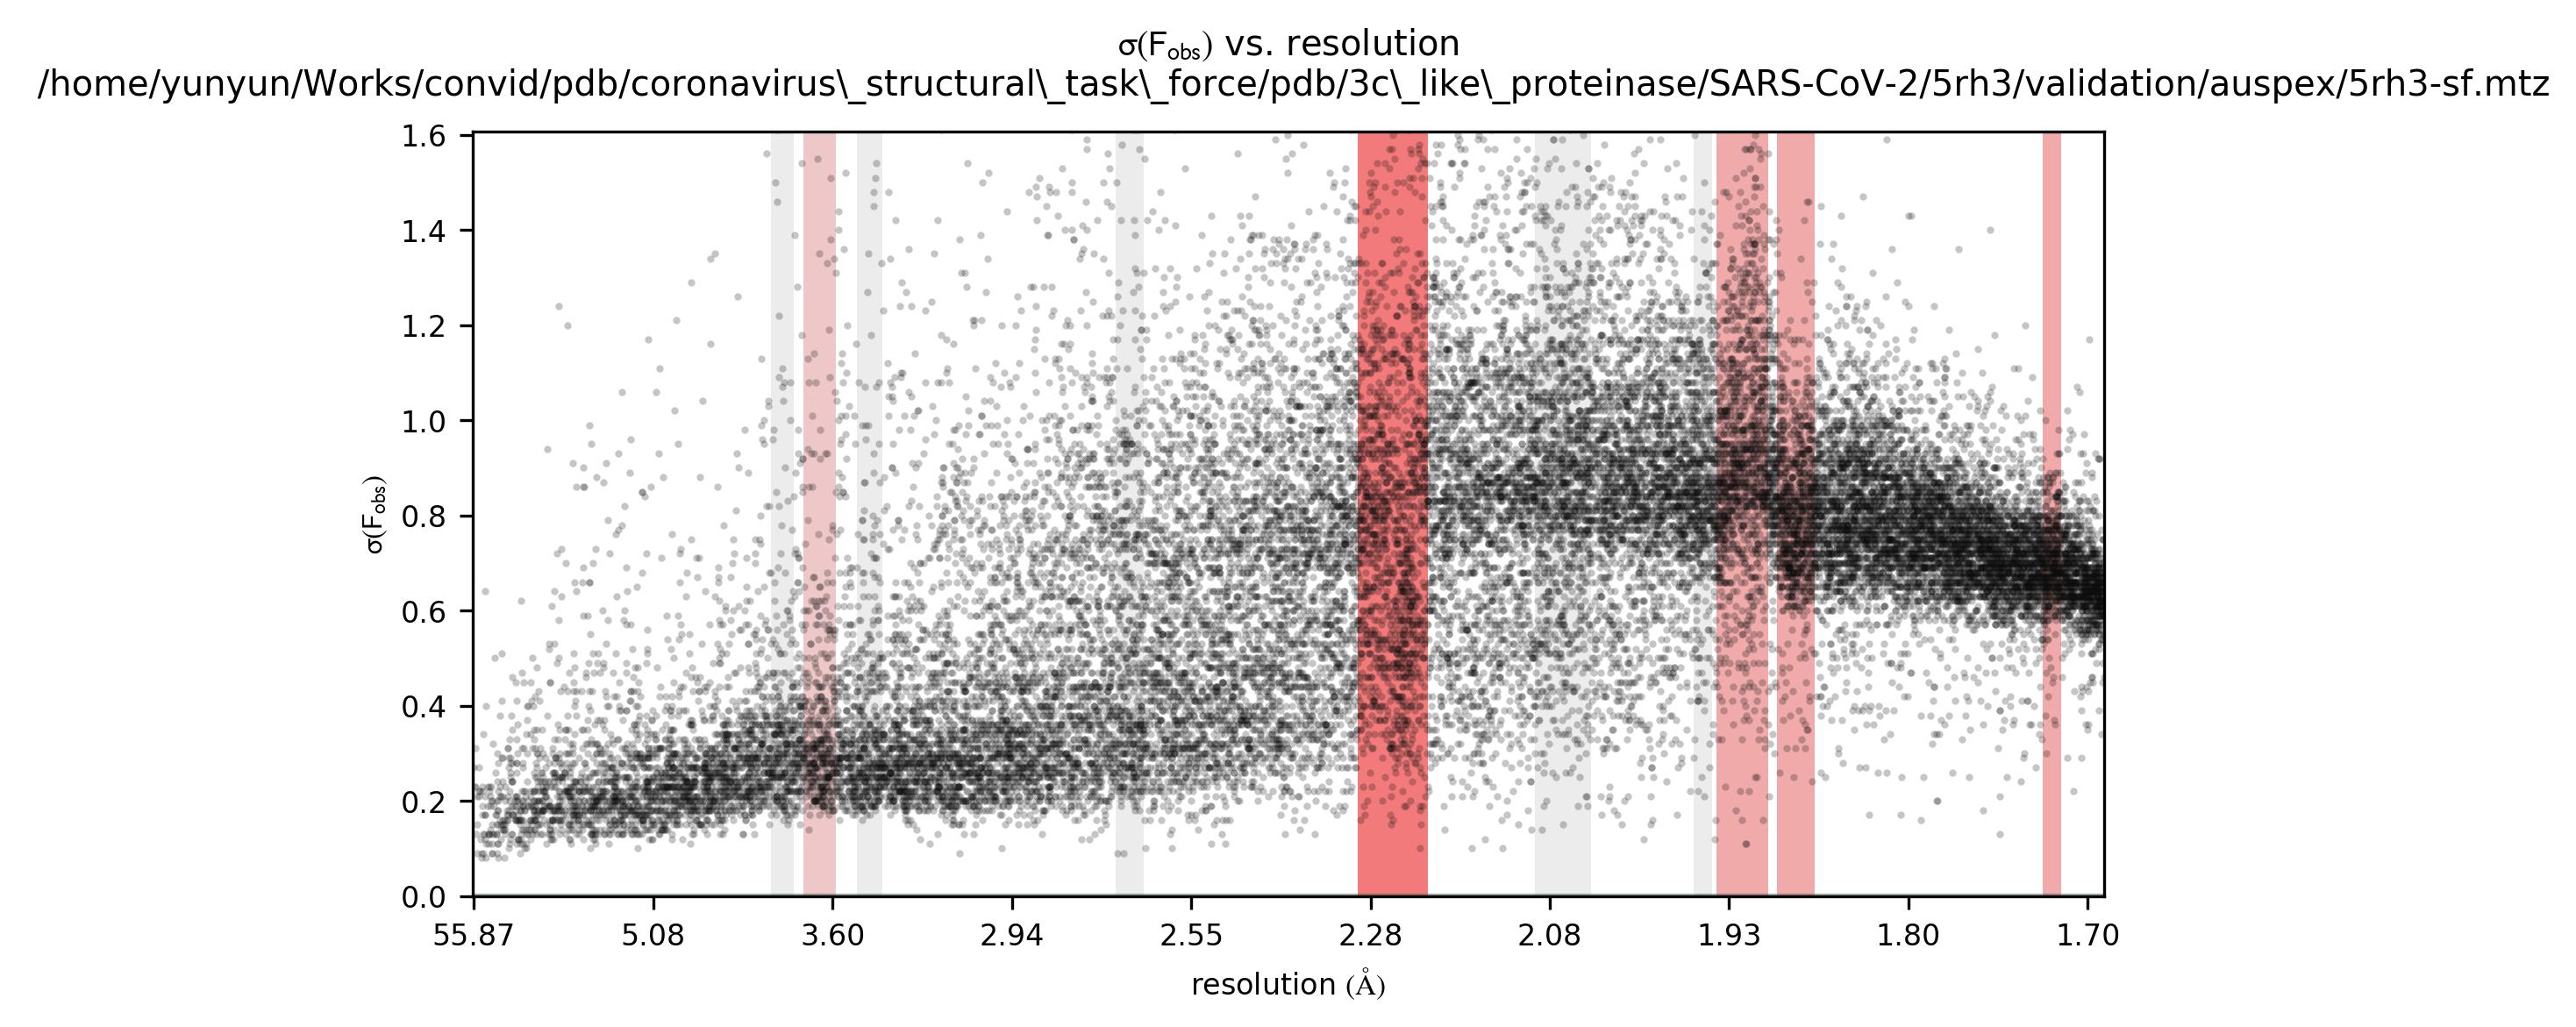 σ(F_obs) vs. resolution
/home/yunyun/Works/convid/pdb/coronavirus\_structural\_task\_force/pdb/3c\_like\_proteinase/SARS-CoV-2/5rh3/validation/auspex/5rh3-sf.mtz
1.6
1.4
1.2
1.0
0.8
0.6
0.4
0.2
0.0
σ(F_obs)
55.87 5.08 3.60 2.94 2.55 2.28 2.08 1.93 1.80 1.70
resolution (Å)